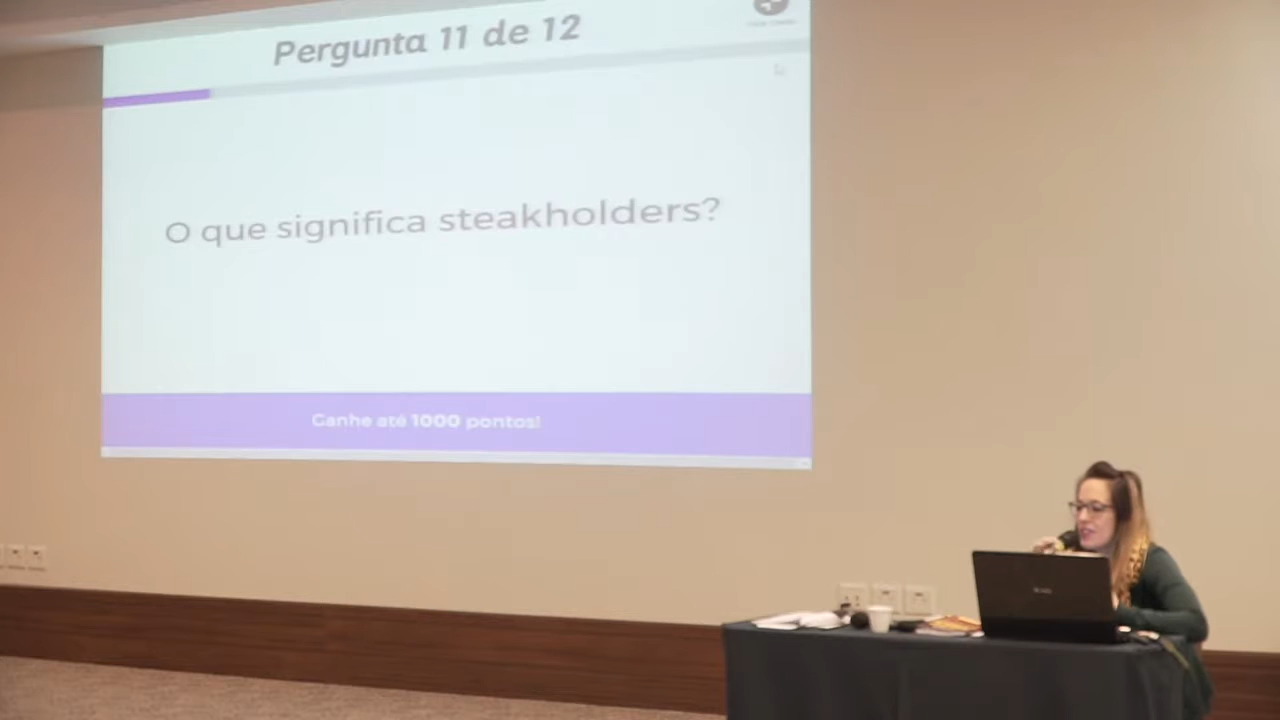 Pergunta 11 de 12
O que significa steakholders?
Ganhe até 1000 pontos!